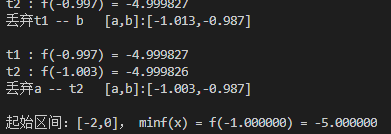 t2 : f(-0.997) = -4.999827
丢弃t1 -- b   [a,b]:[-1.013,-0.987]
t1 : f(-0.997) = -4.999827
t2 : f(-1.003) = -4.999826
丢弃a -- t2   [a,b]:[-1.003,-0.987]
起始区间：[-2,0]， minf(x) = f(-1.000000) = -5.000000